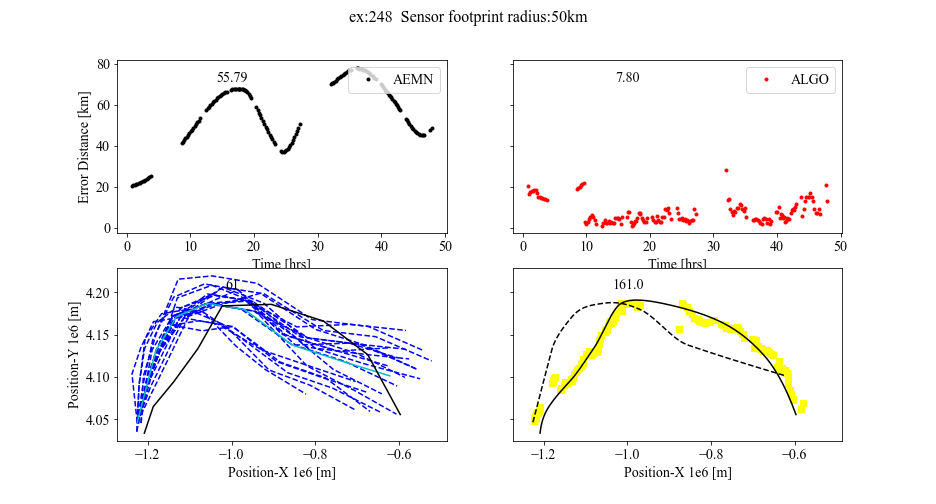 ex:248 Sensor footprint radius:50km
80
60
40
20
0
Error Distance [km]
55.79
AEMN
0 10 20 30 40 50
Time [hrs]
7.80
ALGO
0 10 20 30 40 50
Time [hrs]
4.20
4.15
4.10
4.05
Position-Y 1e6 [m]
61
−1.2 −1.0 −0.8 −0.6
Position-X 1e6 [m]
161.0
−1.2 −1.0 −0.8 −0.6
Position-X 1e6 [m]